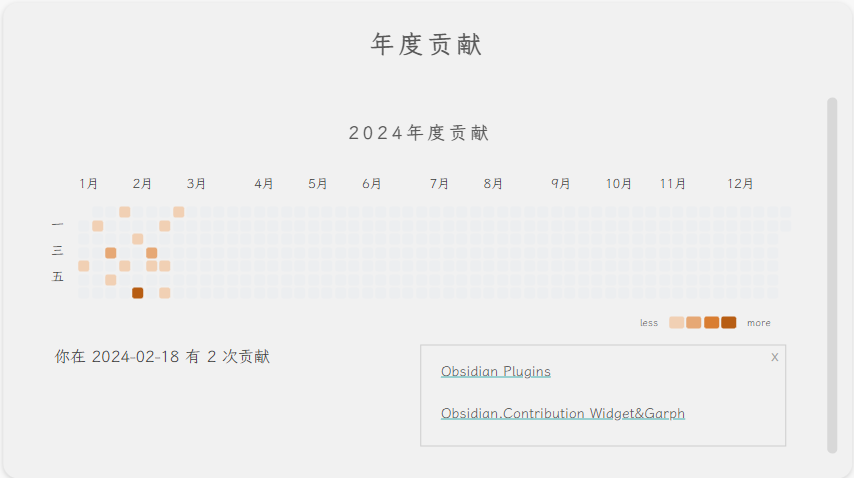 年度贡献
2024年度贡献
1月 2月 3月 4月 5月 6月 7月 8月 9月 10月 11月 12月
一
三
五
less more
你在 2024-02-18 有 2 次贡献
x
Obsidian Plugins
Obsidian.Contribution Widget&Garph